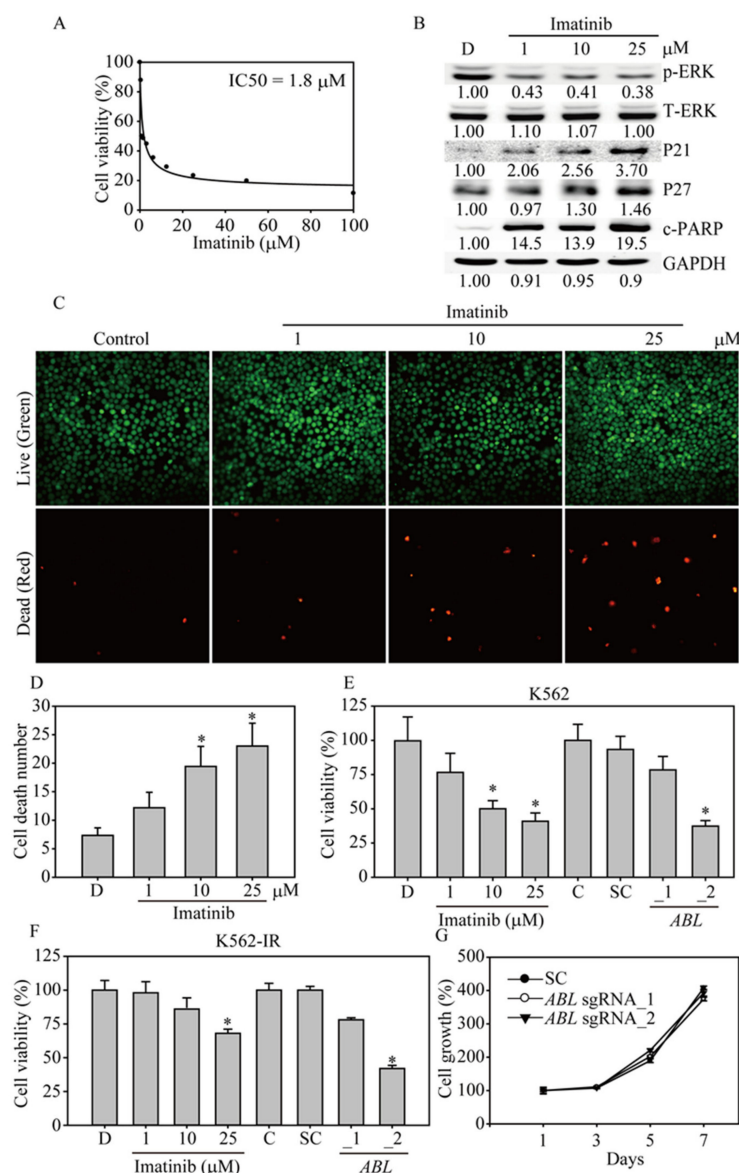 A
IC50 = 1.8 μM
Cell viability (%)
100
80
60
40
20
0
0 20 40 60 80 100
Imatinib (μM)
B
Imatinib
D 1 10 25 μM
p-ERK
1.00 0.43 0.41 0.38
T-ERK
1.00 1.10 1.07 1.00
P21
1.00 2.06 2.56 3.70
P27
1.00 0.97 1.30 1.46
c-PARP
1.00 14.5 13.9 19.5
GAPDH
1.00 0.91 0.95 0.9
C
Imatinib
Control 1 10 25 μM
Live (Green)
Dead (Red)
D
Cell death number
30
25
20
15
10
5
0
* *
D 1 10 25 μM
Imatinib
E
K562
Cell viability (%)
125
100
75
50
25
0
* * *
D 1 10 25 C SC _1 _2
Imatinib (μM) ABL
F
K562-IR
Cell viability (%)
125
100
75
50
25
0
* *
D 1 10 25 C SC _1 _2
Imatinib (μM) ABL
G
Cell growth (%)
500
400
300
200
100
0
SC
ABL sgRNA_1
ABL sgRNA_2
1 3 5 7
Days